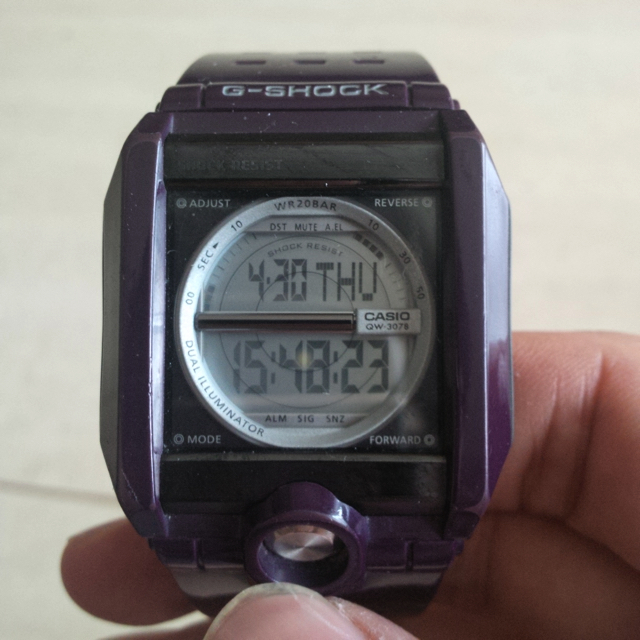 G-SHOCK
SHOCK RESIST
ADJUST
REVERSE
WR20BAR
DST MUTE A.EL
SHOCK RESIST
00 SEC 10
10 30 50
4:30 THU
CASIO
QW-3078
15:48:23
DUAL ILLUMINATOR
ALM SIG SNZ
MODE
FORWARD